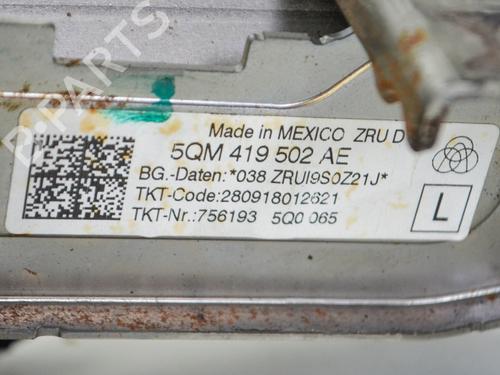 B-PARTS
Made in MEXICO ZRU D
5QM 419 502 AE
BG.-Daten:*038 ZRUI9S0Z21J*
TKT-Code:280918012621
TKT-Nr.:756193 5Q0 065
L